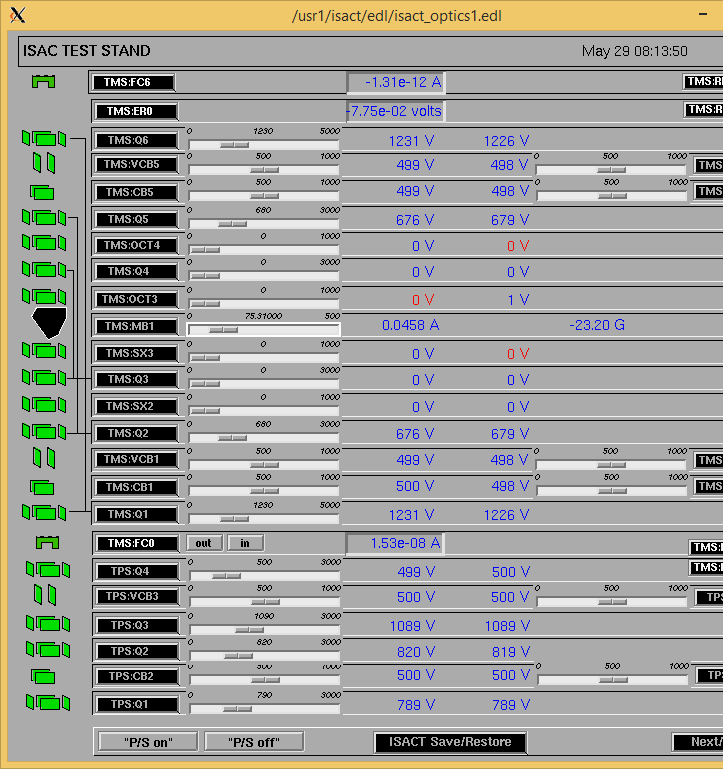 /usr1/isact/edl/isact_optics1.edl
ISAC TEST STAND May 29 08:13:50
TMS:FC6 -1.31e-12 A TMS:R
TMS:ER0 -7.75e-02 volts TMS:R
TMS:Q6 0 1230 5000 1231 V 1226 V
TMS:VCB5 0 500 1000 499 V 498 V 0 500 1000 TMS
TMS:CB5 0 500 1000 499 V 498 V 0 500 1000 TMS
TMS:Q5 0 680 3000 676 V 679 V
TMS:OCT4 0 0 1000 0 V 0 V
TMS:Q4 0 0 3000 0 V 0 V
TMS:OCT3 0 0 1000 0 V 1 V
TMS:MB1 0 75.31000 500 0.0458 A -23.20 G
TMS:SX3 0 0 1000 0 V 0 V
TMS:Q3 0 0 3000 0 V 0 V
TMS:SX2 0 0 1000 0 V 0 V
TMS:Q2 0 680 3000 676 V 679 V
TMS:VCB1 0 500 1000 499 V 498 V 0 500 1000 TMS
TMS:CB1 0 500 1000 500 V 498 V 0 500 1000 TMS
TMS:Q1 0 1230 5000 1231 V 1226 V
TMS:FC0 out in 1.53e-08 A TMS:
TPS:Q4 0 500 3000 499 V 500 V TMS:
TPS:VCB3 0 500 1000 500 V 500 V 0 500 1000 TPS
TPS:Q3 0 1090 3000 1089 V 1089 V
TPS:Q2 0 820 3000 820 V 819 V
TPS:CB2 0 500 1000 500 V 500 V 0 500 1000 TPS
TPS:Q1 0 790 3000 789 V 789 V
"P/S on" "P/S off" ISACT Save/Restore Next/